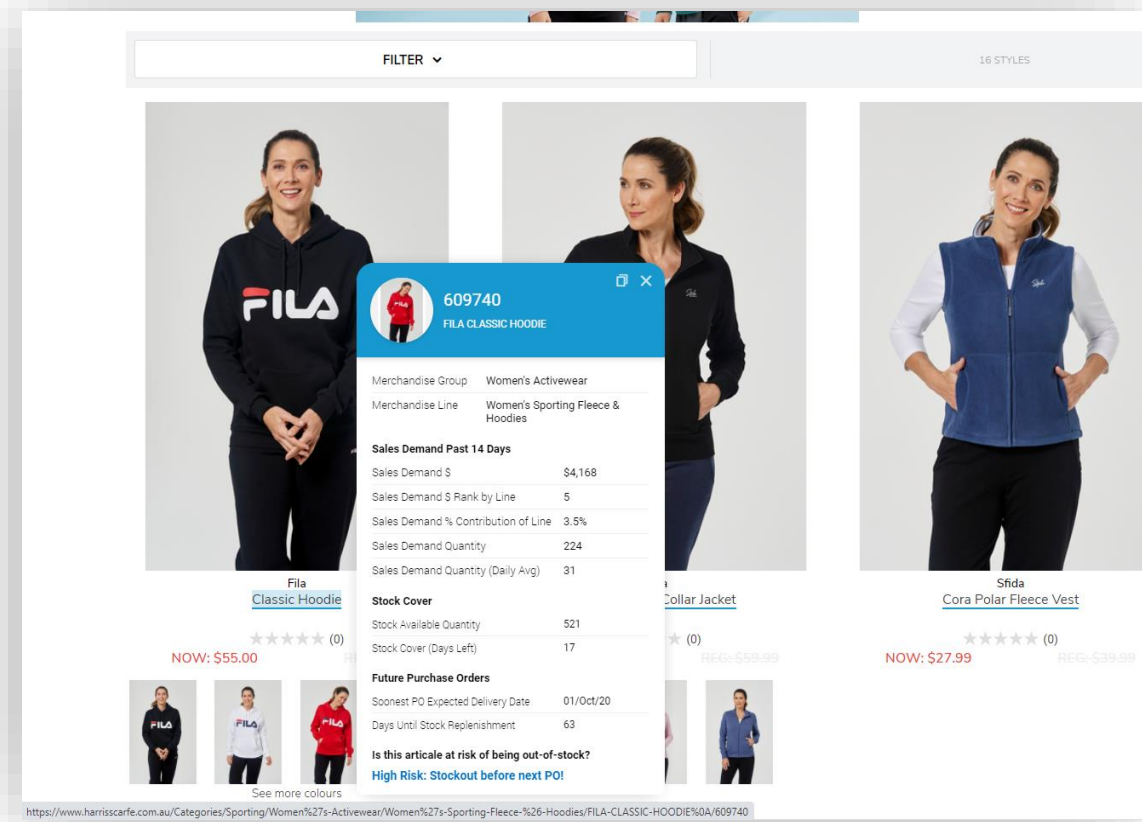 FILTER
16 STYLES
FILA
Sfida
Sfida
609740
FILA CLASSIC HOODIE
Merchandise Group Women's Activewear
Merchandise Line Women's Sporting Fleece &
Hoodies
Sales Demand Past 14 Days
Sales Demand $ $4,168
Sales Demand $ Rank by Line 5
Sales Demand % Contribution of Line 3.5%
Sales Demand Quantity 224
Sales Demand Quantity (Daily Avg) 31
Stock Cover
Stock Available Quantity 521
Stock Cover (Days Left) 17
Future Purchase Orders
Soonest PO Expected Delivery Date 01/Oct/20
Days Until Stock Replenishment 63
Is this articale at risk of being out-of-stock?
High Risk: Stockout before next PO!
Fila
Classic Hoodie
(0)
NOW: $55.00
FILA
FILA
FILA
See more colours
Collar Jacket
(0)
REG: $59.99
Sfida
Cora Polar Fleece Vest
(0)
NOW: $27.99 REG: $39.99
https://www.harrisscarfe.com.au/Categories/Sporting/Women%27s-Activewear/Women%27s-Sporting-Fleece-%26-Hoodies/FILA-CLASSIC-HOODIE%0A/609740